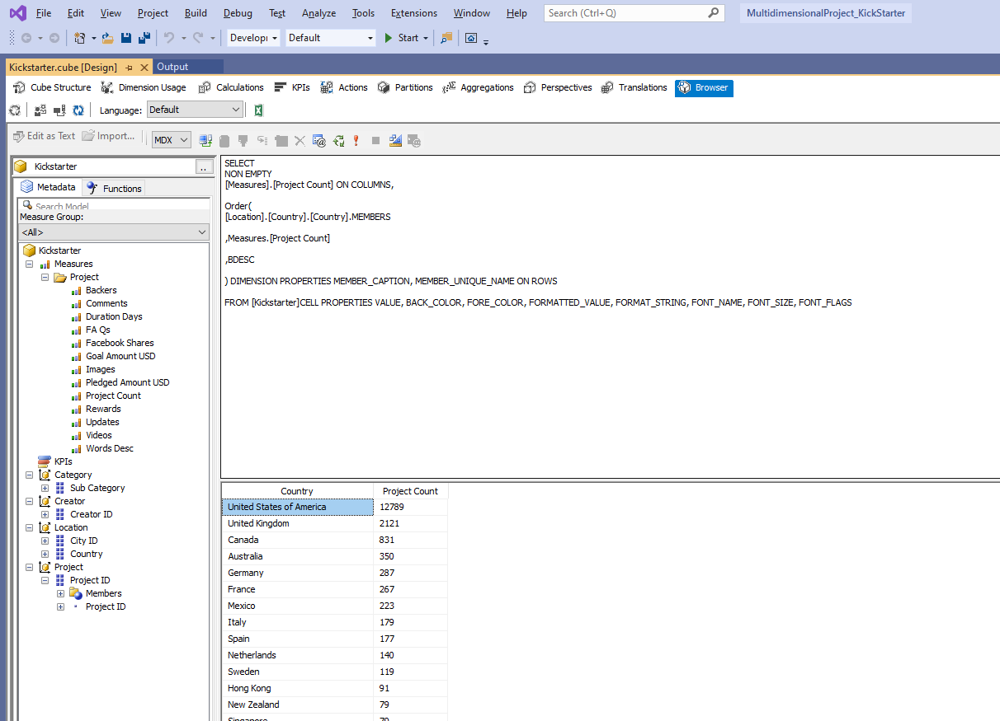 File Edit View Project Build Debug Test Analyze Tools Extensions Window Help Search (Ctrl+Q) MultidimensionalProject_KickStarter
Developı Default Start
Kickstarter.cube [Design] Output
Cube Structure Dimension Usage Calculations KPIs Actions Partitions Aggregations Perspectives Translations Browser
Language: Default
Edit as Text Import... MDX
Kickstarter ..
Metadata Functions
Search Model
Measure Group:
<All>
Kickstarter
Measures
Project
Backers
Comments
Duration Days
FA Qs
Facebook Shares
Goal Amount USD
Images
Pledged Amount USD
Project Count
Rewards
Updates
Videos
Words Desc
KPIs
Category
Sub Category
Creator
Creator ID
Location
City ID
Country
Project
Project ID
Members
Project ID
SELECT
NON EMPTY
[Measures].[Project Count] ON COLUMNS,
Order(
[Location].[Country].[Country].MEMBERS
,Measures.[Project Count]
,BDESC
) DIMENSION PROPERTIES MEMBER_CAPTION, MEMBER_UNIQUE_NAME ON ROWS
FROM [Kickstarter]CELL PROPERTIES VALUE, BACK_COLOR, FORE_COLOR, FORMATTED_VALUE, FORMAT_STRING, FONT_NAME, FONT_SIZE, FONT_FLAGS
Country Project Count
United States of America 12789
United Kingdom 2121
Canada 831
Australia 350
Germany 287
France 267
Mexico 223
Italy 179
Spain 177
Netherlands 140
Sweden 119
Hong Kong 91
New Zealand 79
Singapore